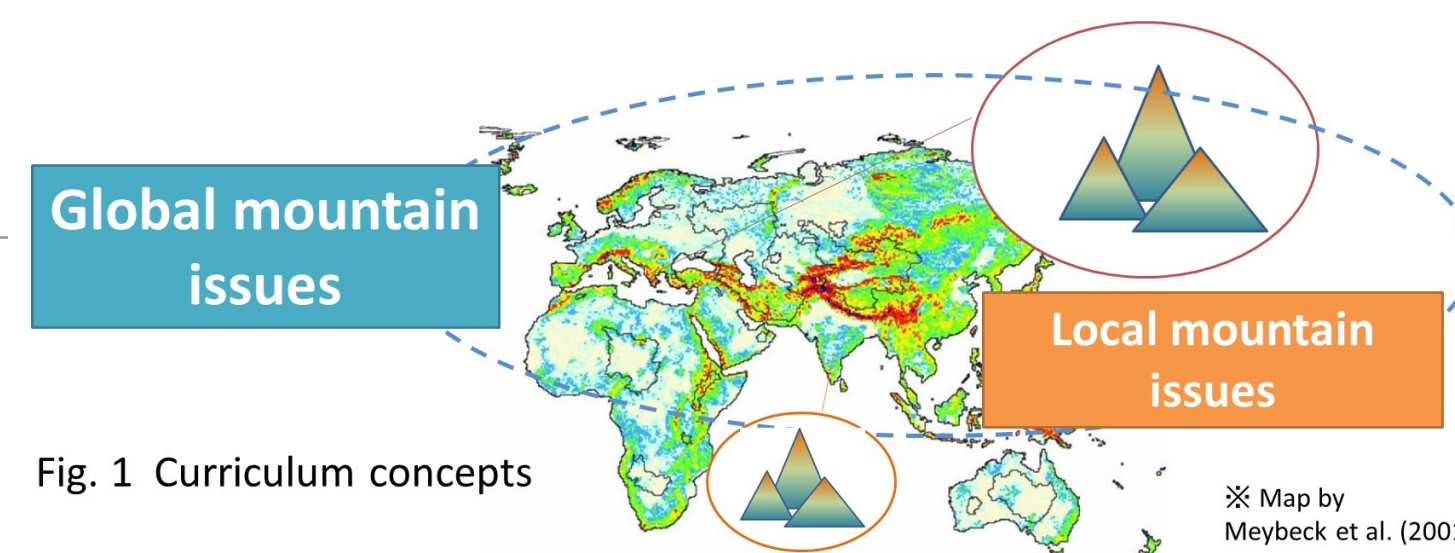 Global mountain
issues
Local mountain
issues
Fig. 1 Curriculum concepts
※ Map by
Meybeck et al.